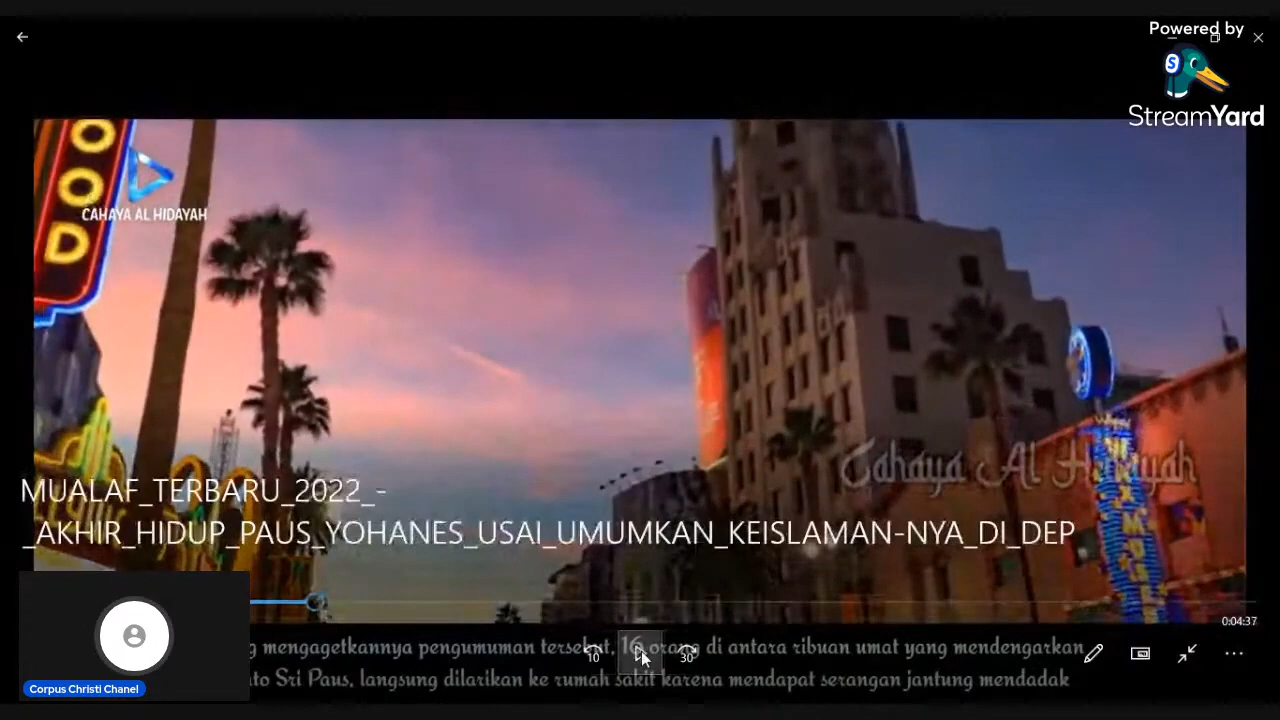 Powered by
StreamYard
OOD
CAHAYA AL HIDAYAH
Cahaya Al Hidayah
MUALAF_TERBARU_2022_-
_AKHIR_HIDUP_PAUS_YOHANES_USAI_UMUMKAN_KEISLAMAN-NYA_DI_DEP
0:04:37
mengagetkannya pengumuman tersebut, 16 orang di antara ribuan umat yang mendengarkan
10
30
Sri Paus, langsung dilarikan ke rumah sakit karena mendapat serangan jantung mendadak
Corpus Christi Chanel